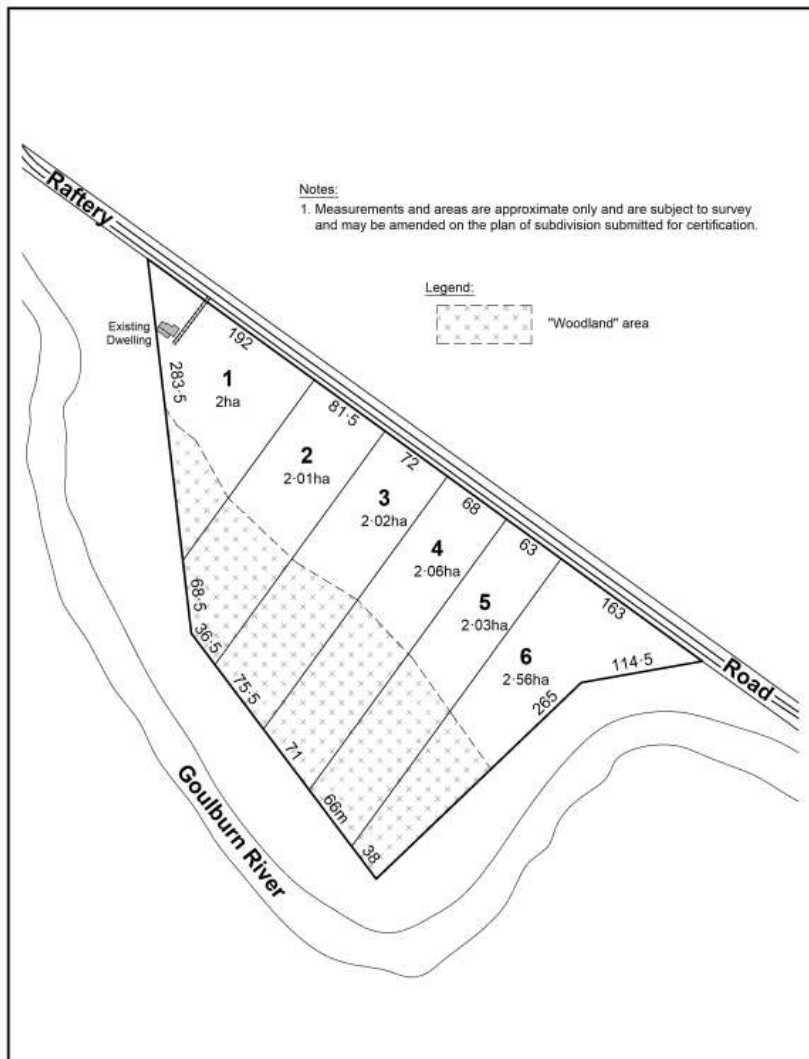 Raftery
Notes:
1. Measurements and areas are approximate only and are subject to survey
and may be amended on the plan of subdivision submitted for certification.
Legend:
"Woodland" area
Existing
Dwelling
192
283·5
1
2ha
81·5
2
2·01ha
72
3
2·02ha
68
4
2·06ha
63
5
2·03ha
163
6
2·56ha
114·5
Road
265
68·5
36·5
75·5
71
66m
38
Goulburn River